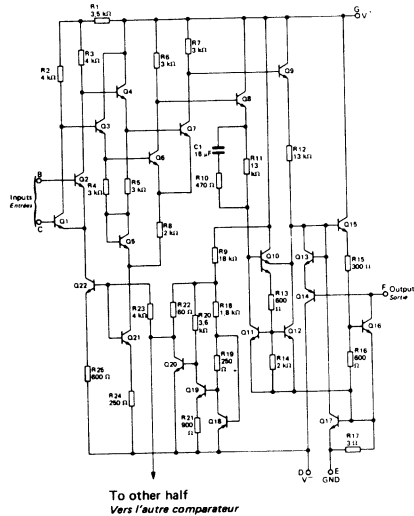 R1
3,5 kΩ
G
V+
R2
4 kΩ
R3
4 kΩ
R6
3 kΩ
R7
3 kΩ
Q4
Q9
Q8
Q3
Q7
C1
18 µF
R12
13 kΩ
R11
13
kΩ
Q6
R10
470 Ω
B
Q2
R4
3 kΩ
R5
3 kΩ
Inputs
Entrées
C
Q1
R8
2 kΩ
Q5
Q15
R9
18 kΩ
Q10
Q13
R15
300 Ω
Q22
Q14
F Output
Sortie
R23
4 kΩ
R22
60 Ω
R20
3,6
kΩ
R18
1,8 kΩ
R13
600
Ω
Q16
Q21
Q11
Q12
R19
250
Ω
R14
2 kΩ
R16
600
Ω
Q20
R25
600 Ω
Q19
R24
250 Ω
R21
900
Ω
Q18
Q17
R17
3 Ω
D
V−
E
GND
To other half
Vers l'autre comparateur